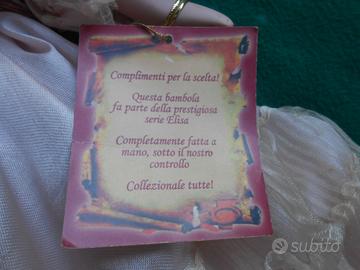 Complimenti per la scelta!
Questa bambola
fa parte della prestigiosa
serie Elisa
Completamente fatta a
mano, sotto il nostro
controllo
Collezionale tutte!
subito